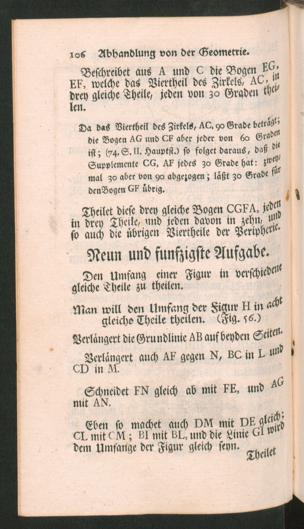 106 Abhandlung von der Geometrie.
Beschreibet aus A und C die Bogen EG,
EF, welche das Viertheil des Zirkels, AC, in
drey gleiche Theile, jeden von 30 Graden thei-
len.
Da das Viertheil des Zirkels, AC, 90 Grade beträgt;
die Bogen AG und CF aber jeder von 60 Graden
ist; (74. S. II. Hauptst.) so folget daraus, daß die
Supplemente CG, AF jedes 30 Grade hat: zwey-
mal 30 aber von 90 abgezogen; läßt 30 Grade für
den Bogen GF übrig.
Theilet diese drey gleiche Bogen CGFA, jeden
in drey Theile, und jeden davon in zehn, und
so auch die übrigen Viertheile der Peripherie.
Neun und funfzigste Aufgabe.
Den Umfang einer Figur in verschiedene
gleiche Theile zu theilen.
Man will den Umfang der Figur H in acht
gleiche Theile theilen. (Fig. 56.)
Verlängert die Grundlinie AB auf beyden Seiten.
Verlängert auch AF gegen N, BC in L und
CD in M.
Schneidet FN gleich ab mit FE, und AG
mit AN.
Eben so machet auch DM mit DE gleich;
CL mit CM; BI mit BL, und die Linie GI wird
dem Umfange der Figur gleich seyn.
Theilet